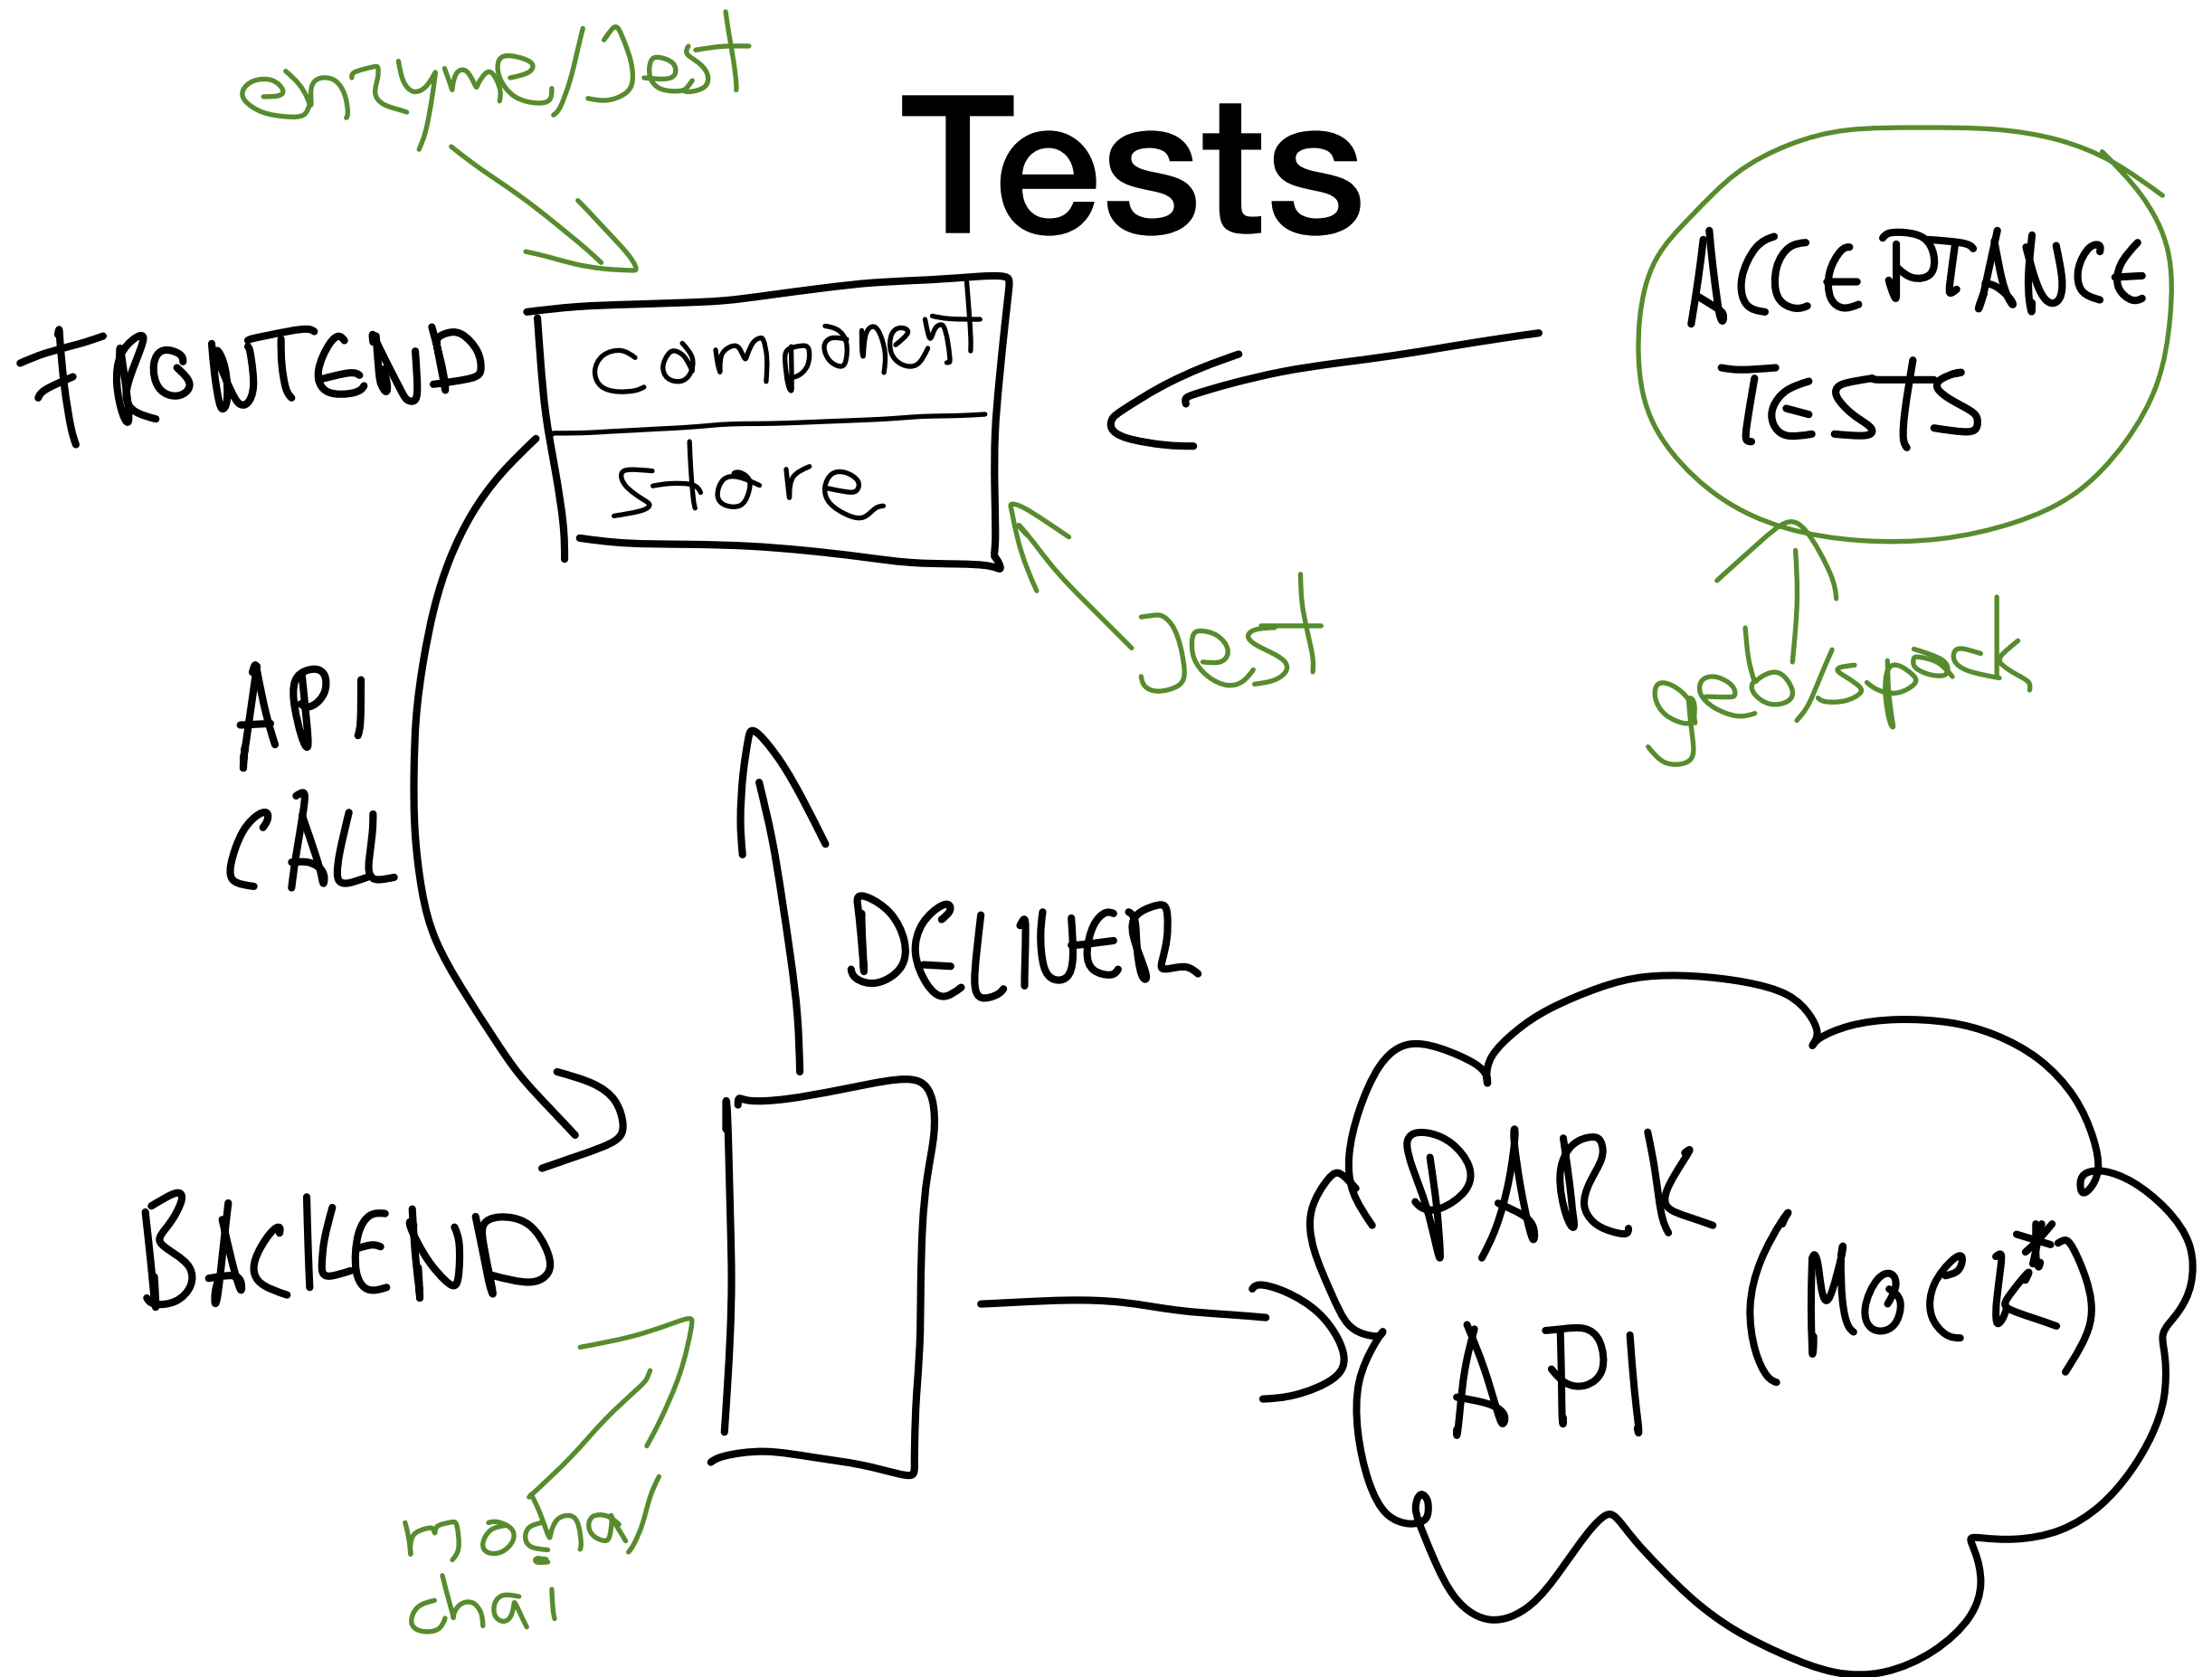 enzyme/Jest
Tests
FRONTEND
component
store
ACCEPTANCE
TESTS
Jest
geb/spock
API
CALL
DELIVER
BACKEND
PARK
API
(MOCK*)
mocha/
chai